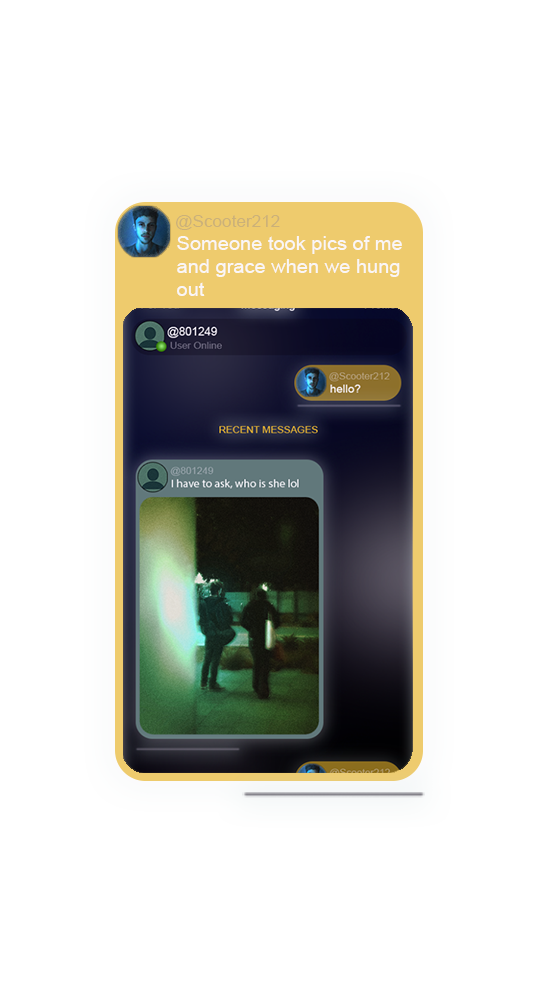 @Scooter212
Someone took pics of me
and grace when we hung
out
@801249
User Online
@Scooter212
hello?
RECENT MESSAGES
@801249
I have to ask, who is she lol
@Scooter212